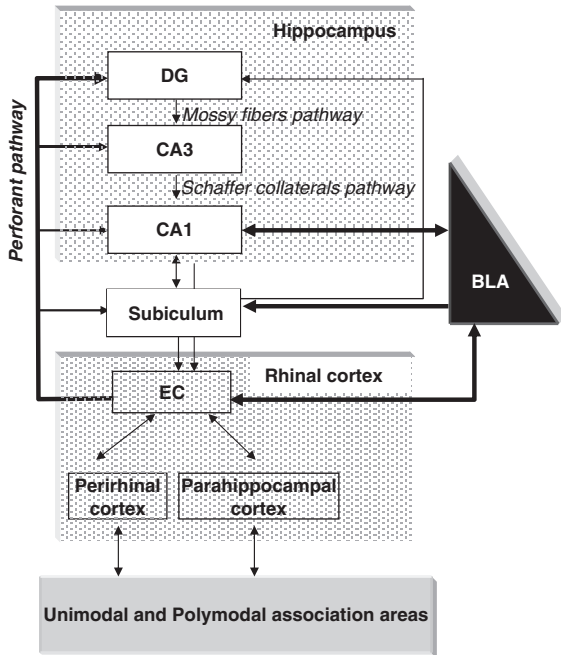 Hippocampus
DG
Mossy fibers pathway
CA3
Schaffer collaterals pathway
CA1
Perforant pathway
BLA
Subiculum
Rhinal cortex
EC
Perirhinal
cortex
Parahippocampal
cortex
Unimodal and Polymodal association areas